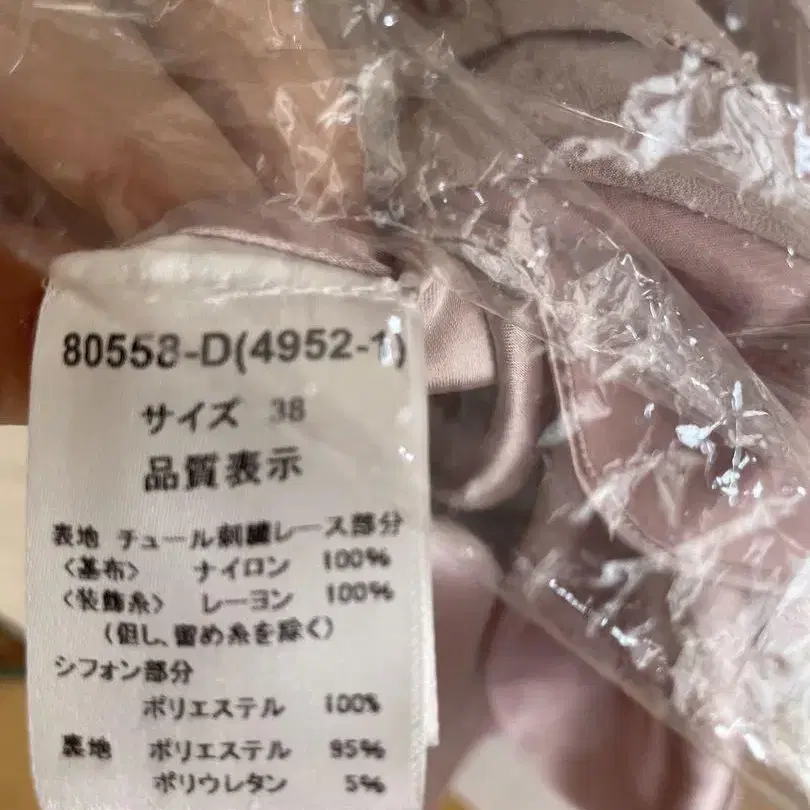 80558-D(4952-1)
サイズ 38
品質表示
表地 チュール刺繍レース部分
〈基布〉 ナイロン 100%
〈装飾糸〉 レーヨン 100%
(但し、留め糸を除く)
シフォン部分
ポリエステル 100%
裏地 ポリエステル 95%
ポリウレタン 5%